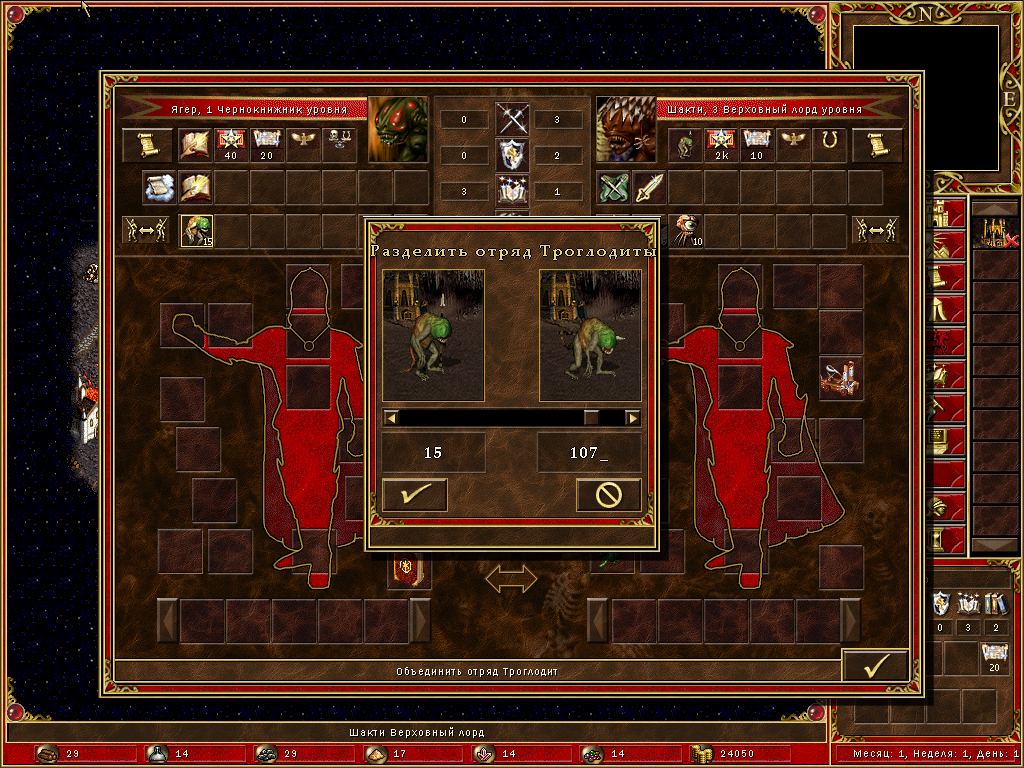 N
E
Ягер, 1 Чернокнижник уровня
Шакти, 3 Верховный лорд уровня
0 3
40 20
2k 10
0 2
3 1
15
10
Разделить отряд Троглодиты
15 107_
Объединить отряд Троглодит
0 3 2
20
Шакти Верховный лорд
29 14 29 17 14 14 24050
Месяц: 1, Неделя: 1, День: 1